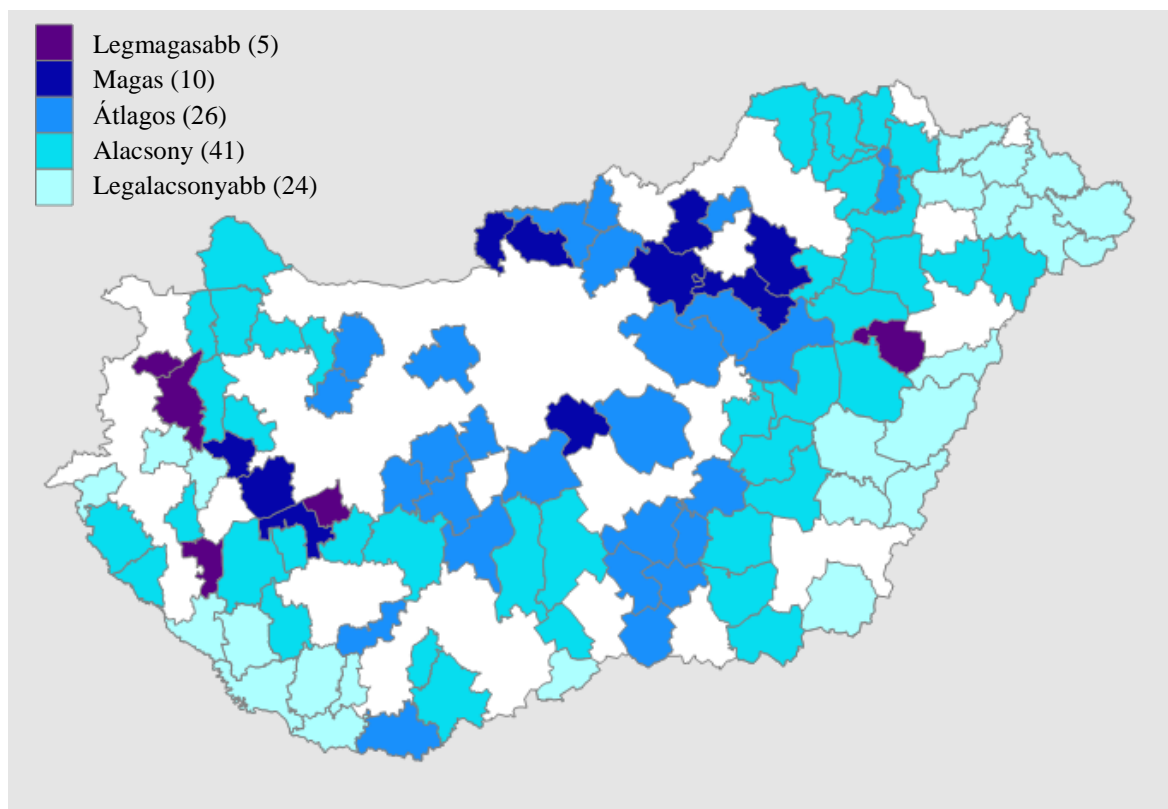 Legmagasabb (5)
Magas (10)
Átlagos (26)
Alacsony (41)
Legalacsonyabb (24)